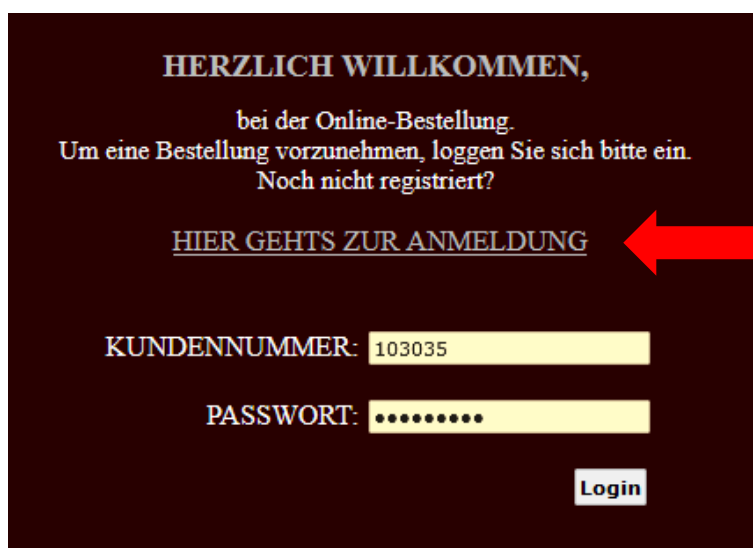 HERZLICH WILLKOMMEN,
bei der Online-Bestellung.
Um eine Bestellung vorzunehmen, loggen Sie sich bitte ein.
Noch nicht registriert?
HIER GEHTS ZUR ANMELDUNG
KUNDENNUMMER: 103035
PASSWORT: •••••••••
Login